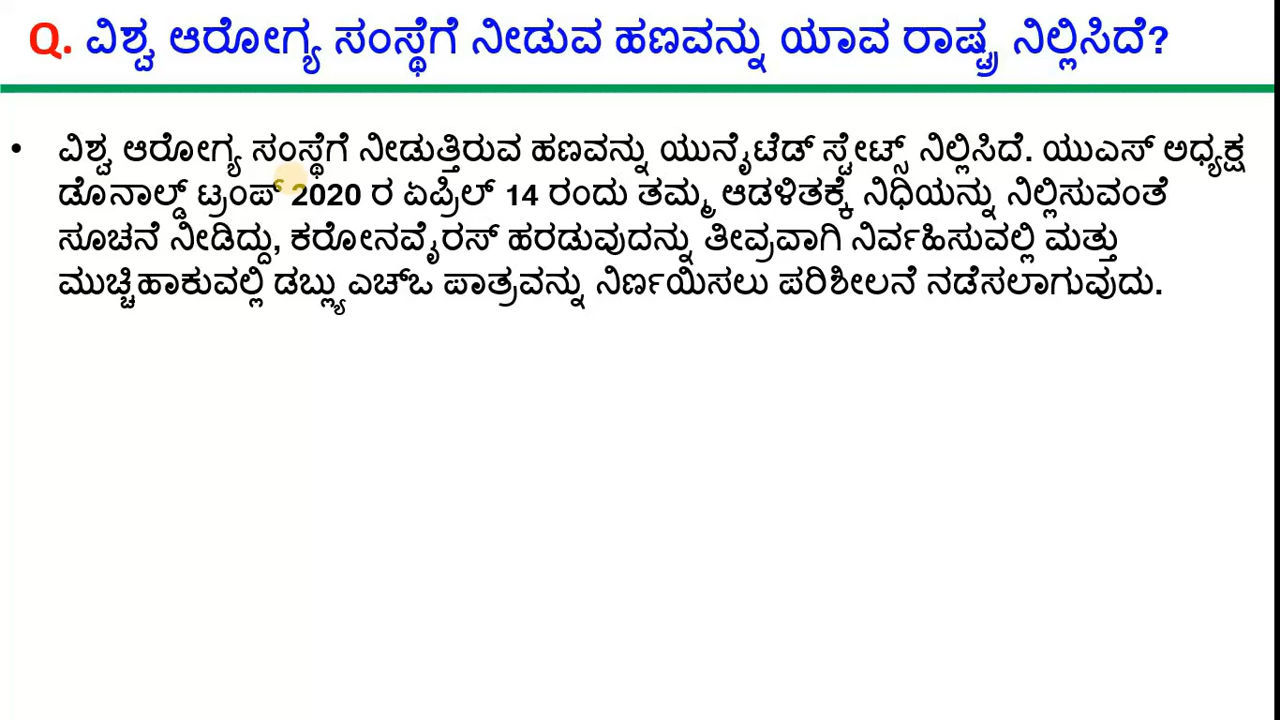 Q. ವಿಶ್ವ ಆರೋಗ್ಯ ಸಂಸ್ಥೆಗೆ ನೀಡುವ ಹಣವನ್ನು ಯಾವ ರಾಷ್ಟ್ರ ನಿಲ್ಲಿಸಿದೆ?
• ವಿಶ್ವ ಆರೋಗ್ಯ ಸಂಸ್ಥೆಗೆ ನೀಡುತ್ತಿರುವ ಹಣವನ್ನು ಯುನೈಟೆಡ್ ಸ್ಟೇಟ್ಸ್ ನಿಲ್ಲಿಸಿದೆ. ಯುಎಸ್ ಅಧ್ಯಕ್ಷ
ಡೊನಾಲ್ಡ್ ಟ್ರಂಪ್ 2020 ರ ಏಪ್ರಿಲ್ 14 ರಂದು ತಮ್ಮ ಆಡಳಿತಕ್ಕೆ ನಿಧಿಯನ್ನು ನಿಲ್ಲಿಸುವಂತೆ
ಸೂಚನೆ ನೀಡಿದ್ದು, ಕರೋನವೈರಸ್ ಹರಡುವುದನ್ನು ತೀವ್ರವಾಗಿ ನಿರ್ವಹಿಸುವಲ್ಲಿ ಮತ್ತು
ಮುಚ್ಚಿಹಾಕುವಲ್ಲಿ ಡಬ್ಲ್ಯುಎಚ್‌ಒ ಪಾತ್ರವನ್ನು ನಿರ್ಣಯಿಸಲು ಪರಿಶೀಲನೆ ನಡೆಸಲಾಗುವುದು.